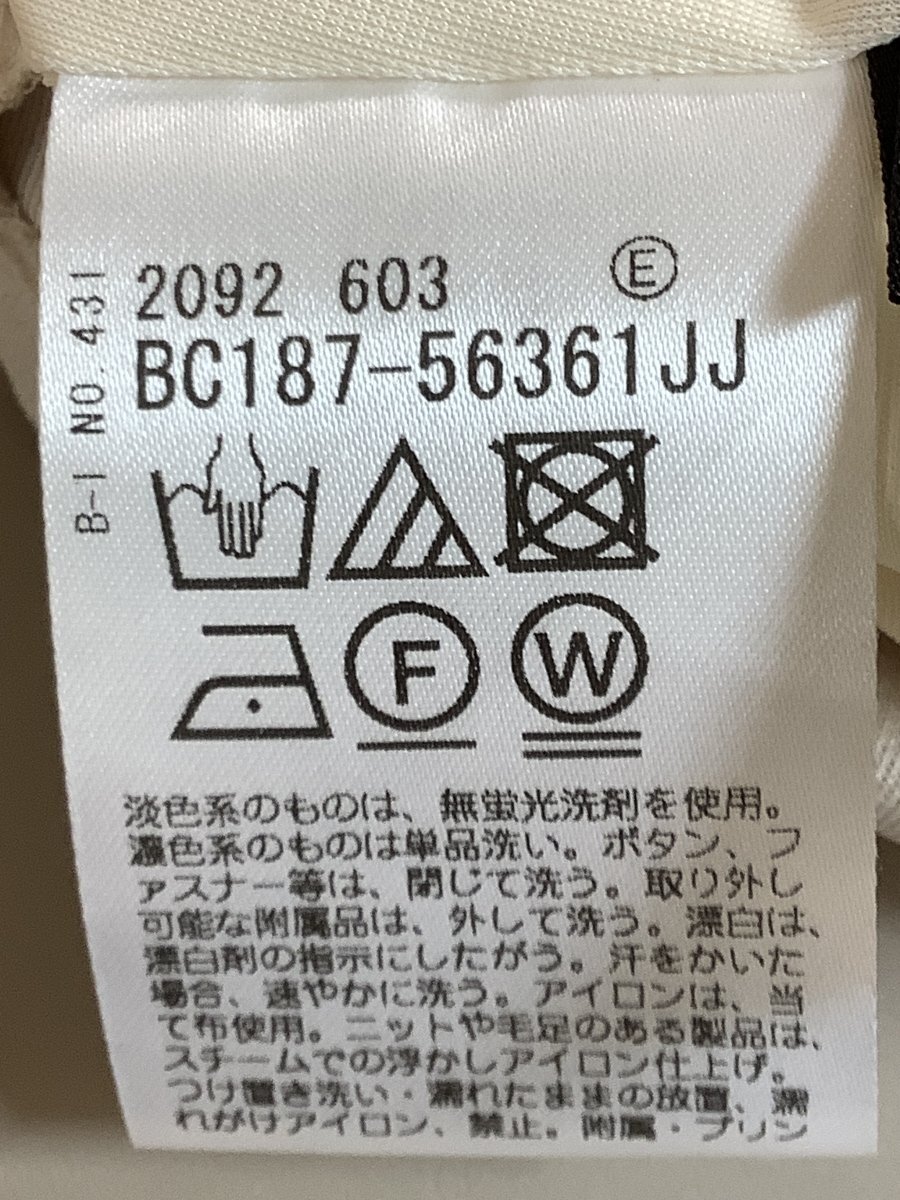 B-1 NO.431
2092 603 Ⓔ
BC187-56361JJ
F
W
淡色系のものは、無蛍光洗剤を使用。
濃色系のものは単品洗い。ボタン、フ
ァスナー等は、閉じて洗う。取り外し
可能な附属品は、外して洗う。漂白は、
漂白剤の指示にしたがう。汗をかいた
場合、速やかに洗う。アイロンは、当
て布使用。ニットや毛足のある製品は、
スチームでの浮かしアイロン仕上げ。
つけ置き洗い・濡れたままの放置、濡
れがけアイロン、禁止。附属・プリン